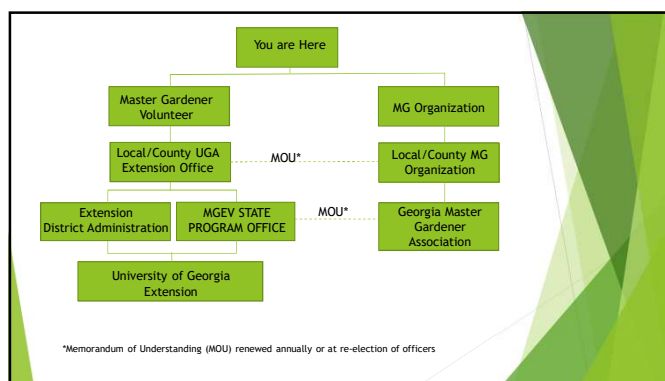 You are Here
Master Gardener
Volunteer
MG Organization
Local/County UGA
Extension Office
MOU*
Local/County MG
Organization
Extension
District Administration
MGEV STATE
PROGRAM OFFICE
MOU*
Georgia Master
Gardener
Association
University of Georgia
Extension
*Memorandum of Understanding (MOU) renewed annually or at re-election of officers